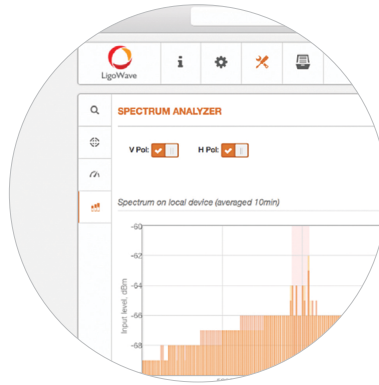 LigoWave
SPECTRUM ANALYZER
V Pol:
H Pol:
Spectrum on local device (averaged 10min)
-60
-62
-64
-66
-68
Input level, dBm